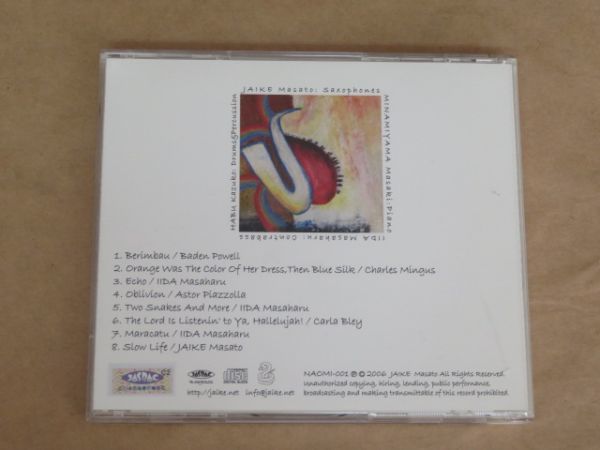 JAIKE Masato: Saxophones
MINAMIYAMA Masaki: Piano
IIDA Masaharu: Contrabass
HABU Kazuko: Drums&Percussion
1. Berimbau / Baden Powell
2. Orange Was The Color Of Her Dress,Then Blue Silk / Charles Mingus
3. Echo / IIDA Masaharu
4. Oblivion / Astor Piazzolla
5. Two Snakes And More / IIDA Masaharu
6. The Lord Is Listenin' to Ya, Hallelujah! / Carla Bley
7. Maracatu / IIDA Masaharu
8. Slow Life / JAIKE Masato
JASRAC
JASRAC
NAOMI-001 ℗© 2006 JAIKE Masato All Rights Reserved.
Unauthorized copying, hiring, lending, public performance,
broadcasting and making transmittable of this record prohibited.
http://jaike.net info@jaike.net